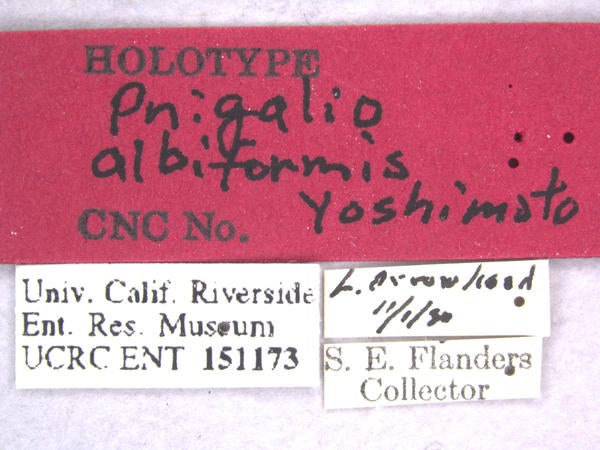 HOLOTYPE
Pnigalio
albiformis
Yoshimoto
CNC No.
Univ. Calif. Riverside
Ent. Res. Museum
UCRC ENT 151173
L. Arrowhead
11/1/30
S. E. Flanders
Collector